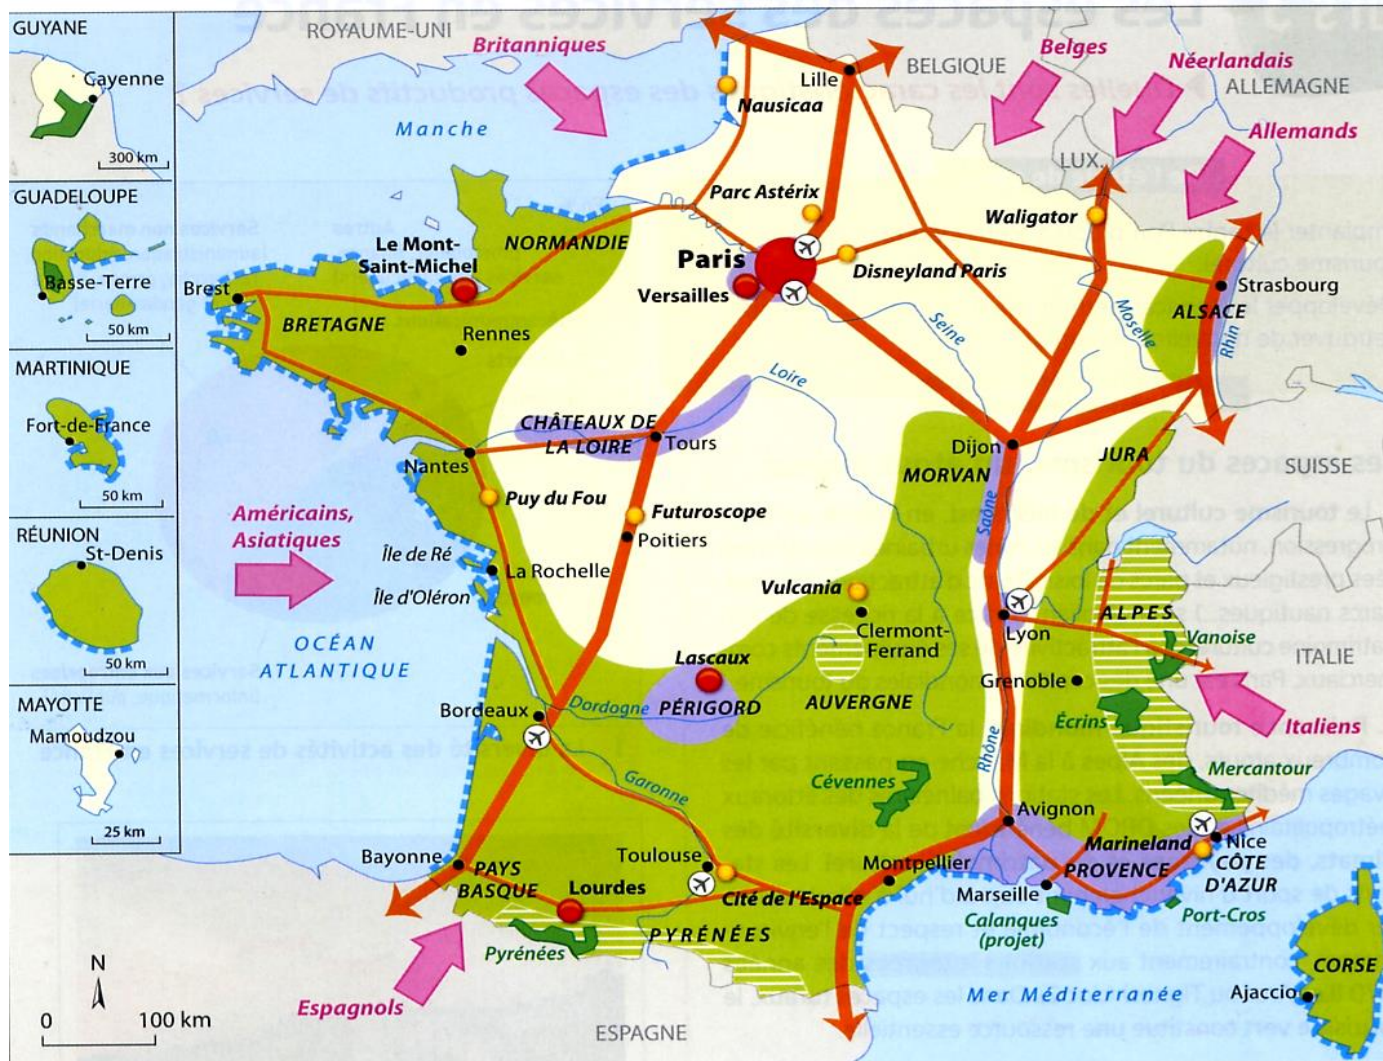 GUYANE
Cayenne
300 km
GUADELOUPE
Basse-Terre
50 km
MARTINIQUE
Fort-de-France
50 km
RÉUNION
St-Denis
50 km
MAYOTTE
Mamoudzou
25 km
ROYAUME-UNI
Britanniques
Manche
Lille
Nausicaa
BELGIQUE
Belges
Néerlandais
ALLEMAGNE
Allemands
LUX.
Parc Astérix
Waligator
NORMANDIE
Le Mont-
Saint-Michel
Paris
Versailles
Disneyland Paris
Brest
BRETAGNE
Rennes
Seine
Moselle
Strasbourg
ALSACE
Rhin
Loire
CHÂTEAUX DE
LA LOIRE
Tours
Nantes
Dijon
MORVAN
JURA
SUISSE
Saône
Puy du Fou
Futuroscope
Poitiers
Américains,
Asiatiques
Île de Ré
La Rochelle
Île d'Oléron
Vulcania
Clermont-
Ferrand
Lyon
ALPES
Vanoise
ITALIE
OCÉAN
ATLANTIQUE
Lascaux
PÉRIGORD
AUVERGNE
Grenoble
Écrins
Italiens
Bordeaux
Dordogne
Rhône
Garonne
Cévennes
Mercantour
Avignon
Bayonne
PAYS
BASQUE
Lourdes
Toulouse
Cité de l'Espace
Montpellier
Marseille
PROVENCE
Marineland
Nice
CÔTE
D'AZUR
Calanques
(projet)
Port-Cros
PYRÉNÉES
Pyrénées
Espagnols
ESPAGNE
Mer Méditerranée
CORSE
Ajaccio
N
0 100 km